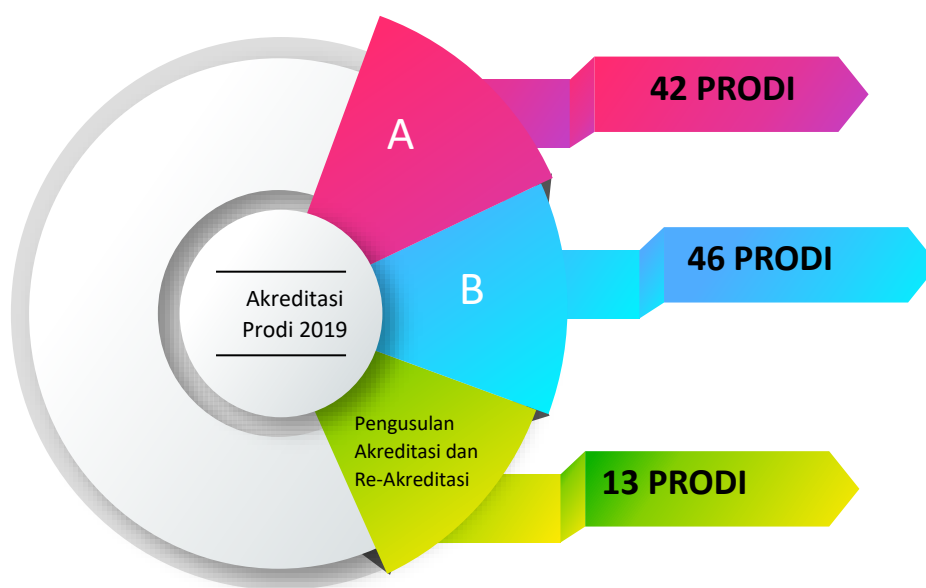 A
42 PRODI
Akreditasi
Prodi 2019
B
46 PRODI
Pengusulan
Akreditasi dan
Re-Akreditasi
13 PRODI